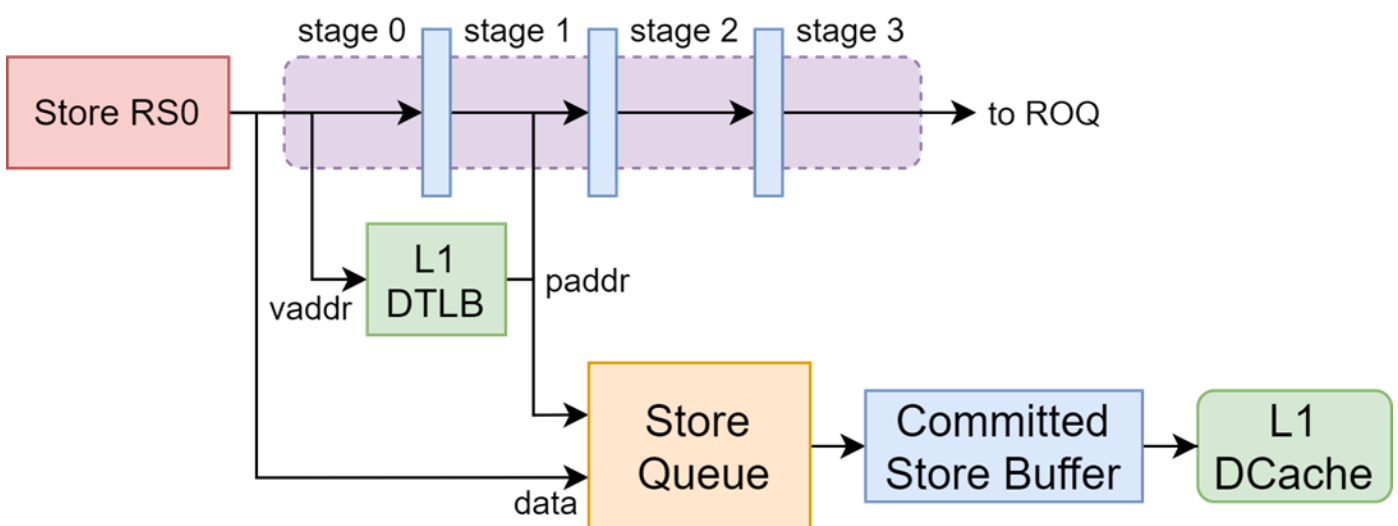 stage 0
stage 1
stage 2
stage 3
Store RS0
to ROQ
L1
DTLB
vaddr
paddr
Store
Queue
data
Committed
Store Buffer
L1
DCache